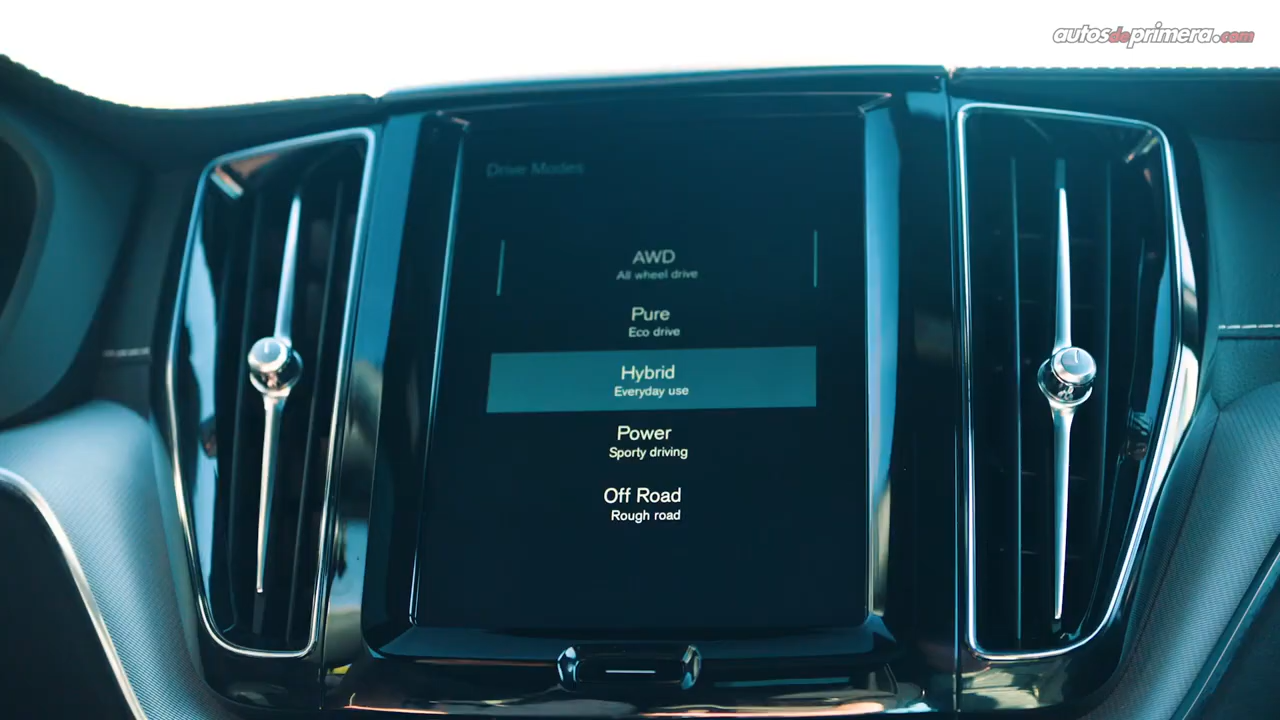 autosdeprimera.com
Drive Modes
AWD
All wheel drive
Pure
Eco drive
Hybrid
Everyday use
Power
Sporty driving
Off Road
Rough road